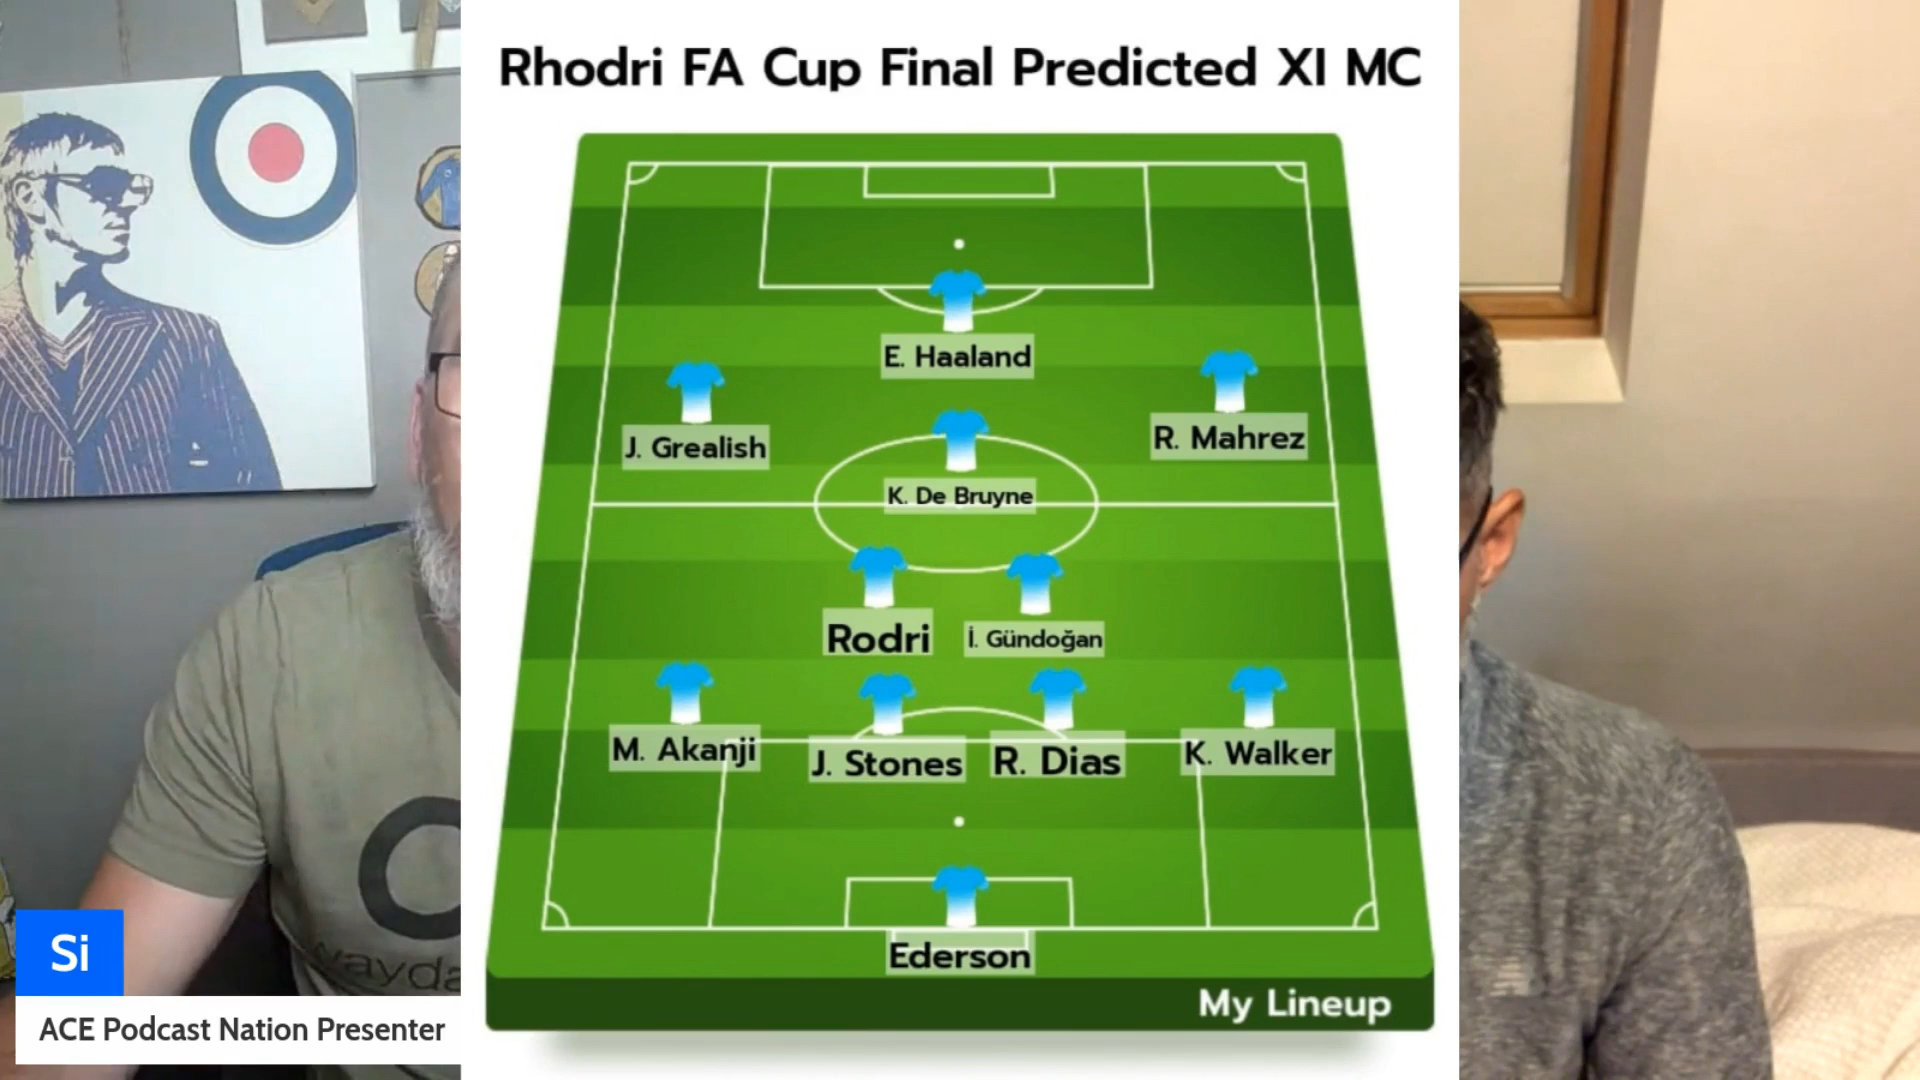 Rhodri FA Cup Final Predicted XI MC
E. Haaland
J. Grealish
R. Mahrez
K. De Bruyne
Rodri
İ. Gündoğan
M. Akanji
J. Stones
R. Dias
K. Walker
Ederson
My Lineup
Si
ACE Podcast Nation Presenter